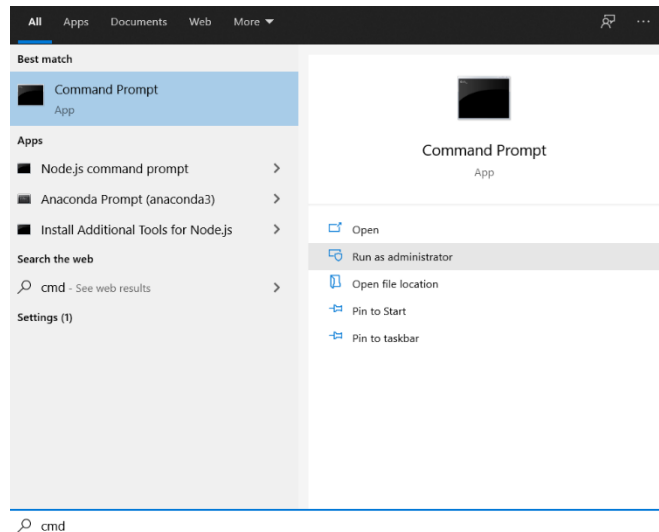 All Apps Documents Web More
Best match
Command Prompt
App
Apps
Node.js command prompt
Anaconda Prompt (anaconda3)
Install Additional Tools for Node.js
Search the web
cmd - See web results
Settings (1)
Command Prompt
App
Open
Run as administrator
Open file location
Pin to Start
Pin to taskbar
cmd